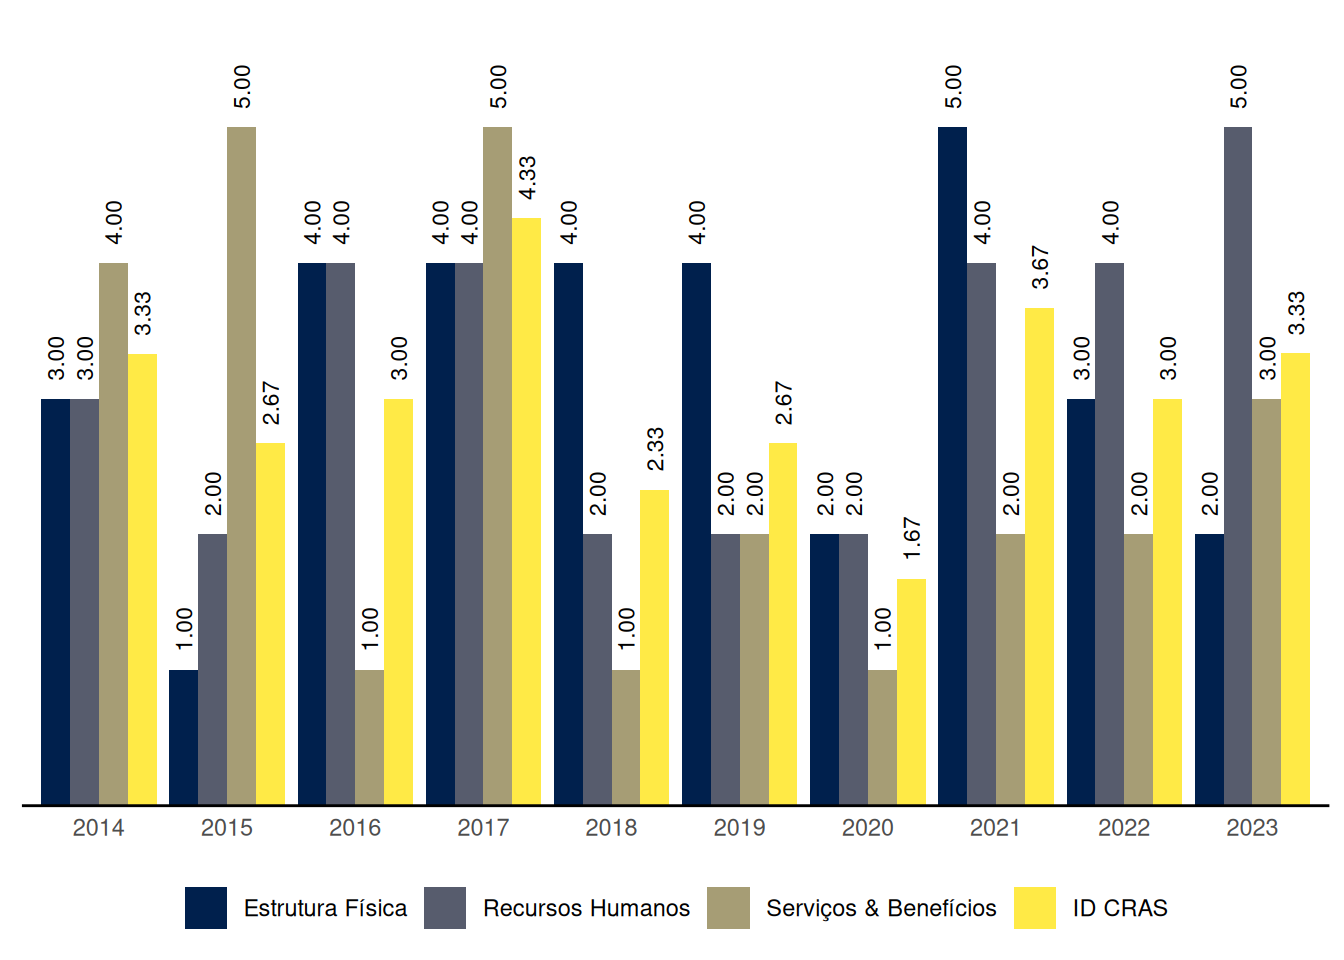 5.00 5.00 5.00 5.00
4.33
4.00 4.00 4.00 4.00 4.00 4.00 4.00 4.00 4.00
3.67
3.33 3.33
3.00 3.00 3.00 3.00 3.00 3.00
2.67 2.67
2.33
2.00 2.00 2.00 2.00 2.00 2.00 2.00 2.00 2.00
1.67
1.00 1.00 1.00 1.00
2014 2015 2016 2017 2018 2019 2020 2021 2022 2023
Estrutura Física Recursos Humanos Serviços & Benefícios ID CRAS